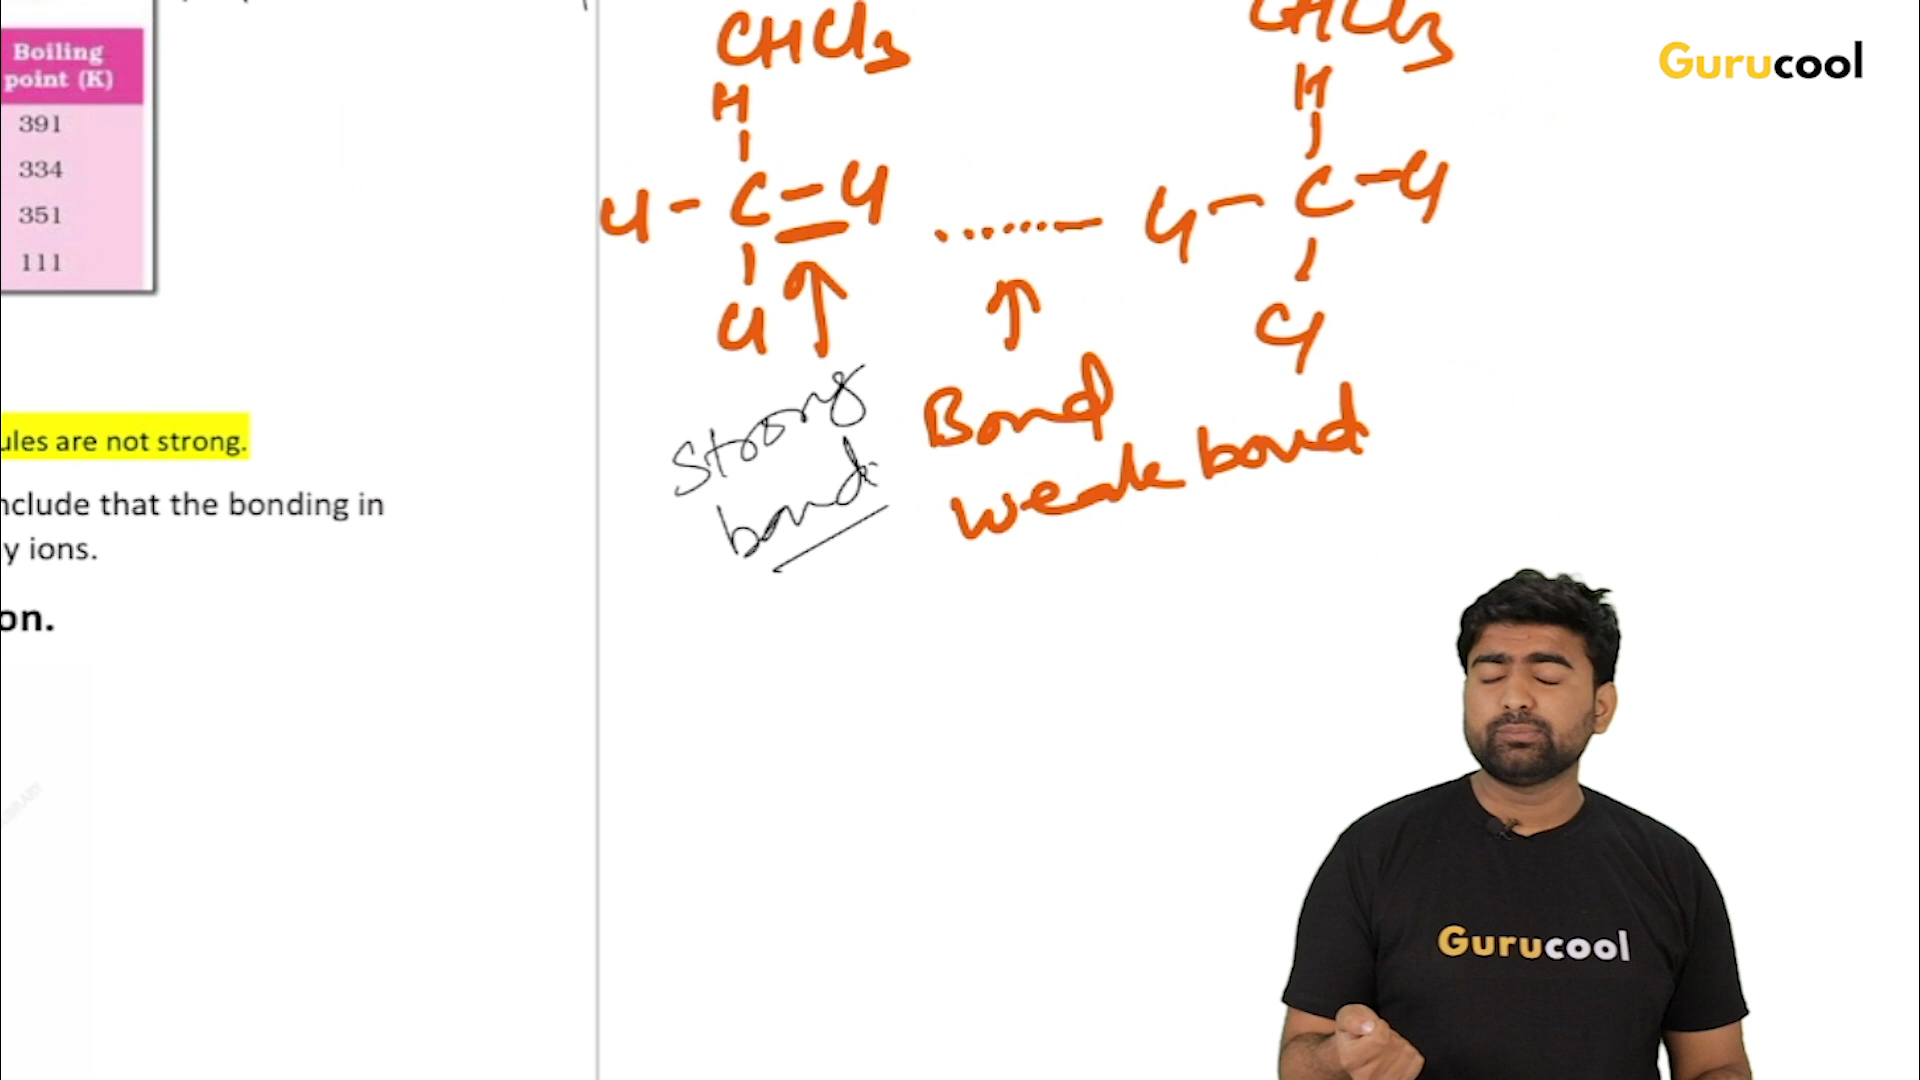 Boiling
point (K)
391
334
351
111
ules are not strong.
nclude that the bonding in
y ions.
on.
CHCl3
H
Cl - C - Cl
Cl
CHCl3
H
Cl - C - Cl
Cl
Strong
bond
Bond
weak bond
Gurucool
Gurucool